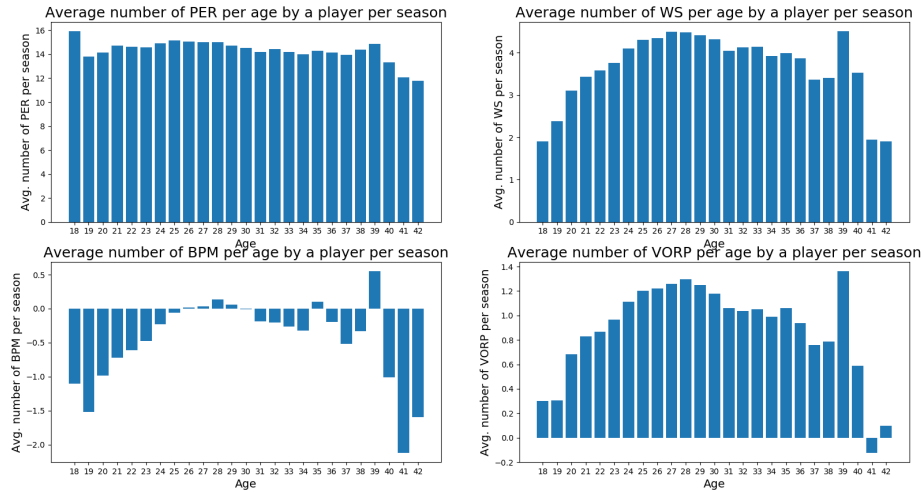 Average number of PER per age by a player per season
Avg. number of PER per season
16
14
12
10
8
6
4
2
0
18 19 20 21 22 23 24 25 26 27 28 29 30 31 32 33 34 35 36 37 38 39 40 41 42
Age
Average number of WS per age by a player per season
Avg. number of WS per season
4
3
2
1
0
18 19 20 21 22 23 24 25 26 27 28 29 30 31 32 33 34 35 36 37 38 39 40 41 42
Age
Average number of BPM per age by a player per season
Avg. number of BPM per season
0.5
0.0
−0.5
−1.0
−1.5
−2.0
18 19 20 21 22 23 24 25 26 27 28 29 30 31 32 33 34 35 36 37 38 39 40 41 42
Age
Average number of VORP per age by a player per season
Avg. number of VORP per season
1.4
1.2
1.0
0.8
0.6
0.4
0.2
0.0
−0.2
18 19 20 21 22 23 24 25 26 27 28 29 30 31 32 33 34 35 36 37 38 39 40 41 42
Age